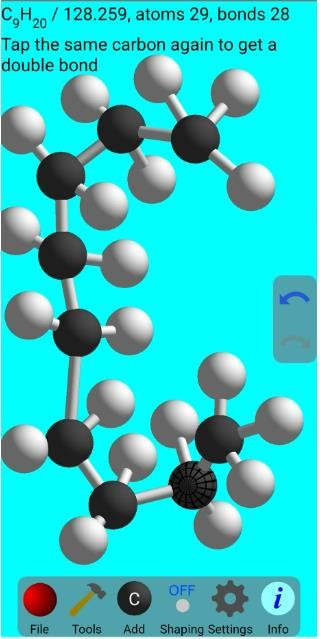 C₉H₂₀ / 128.259, atoms 29, bonds 28
Tap the same carbon again to get a
double bond
OFF
C
i
File Tools Add Shaping Settings Info